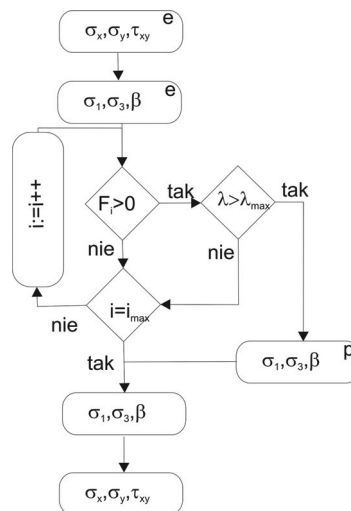 σx,σy,τxy e
σ1,σ3,β e
i:=i++
Fi>0
tak
λ>λmax
tak
nie
nie
i=imax
nie
tak
σ1,σ3,β p
σ1,σ3,β
σx,σy,τxy